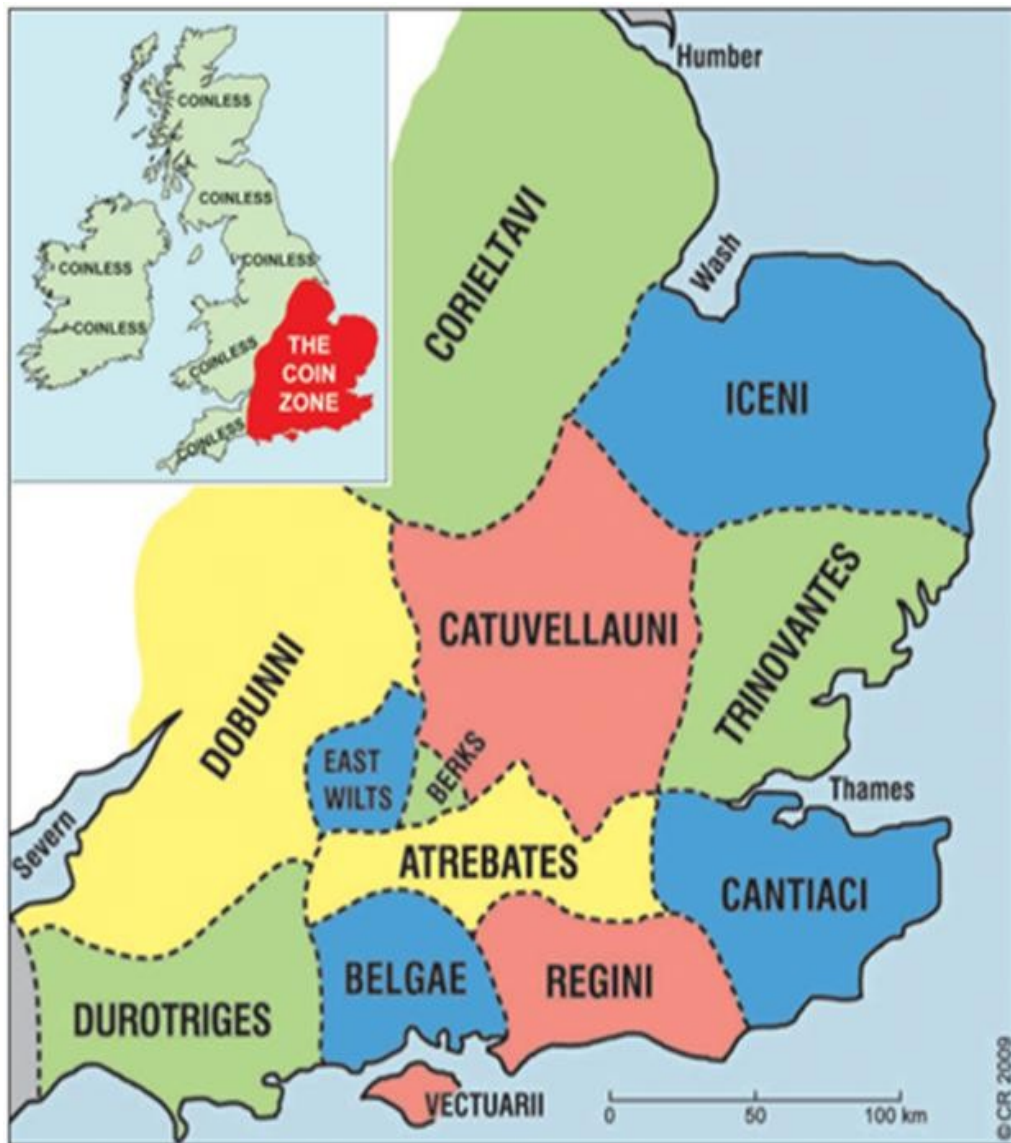 COINLESS
COINLESS
COINLESS
COINLESS
COINLESS
COINLESS
COINLESS
THE
COIN
ZONE
Humber
Wash
CORIELTAVI
ICENI
CATUVELLAUNI
TRINOVANTES
DOBUNNI
EAST
WILTS
BERKS
Severn
Thames
ATREBATES
CANTIACI
BELGAE
REGINI
DUROTRIGES
VECTUARII
0 50 100 km
© CR 2009